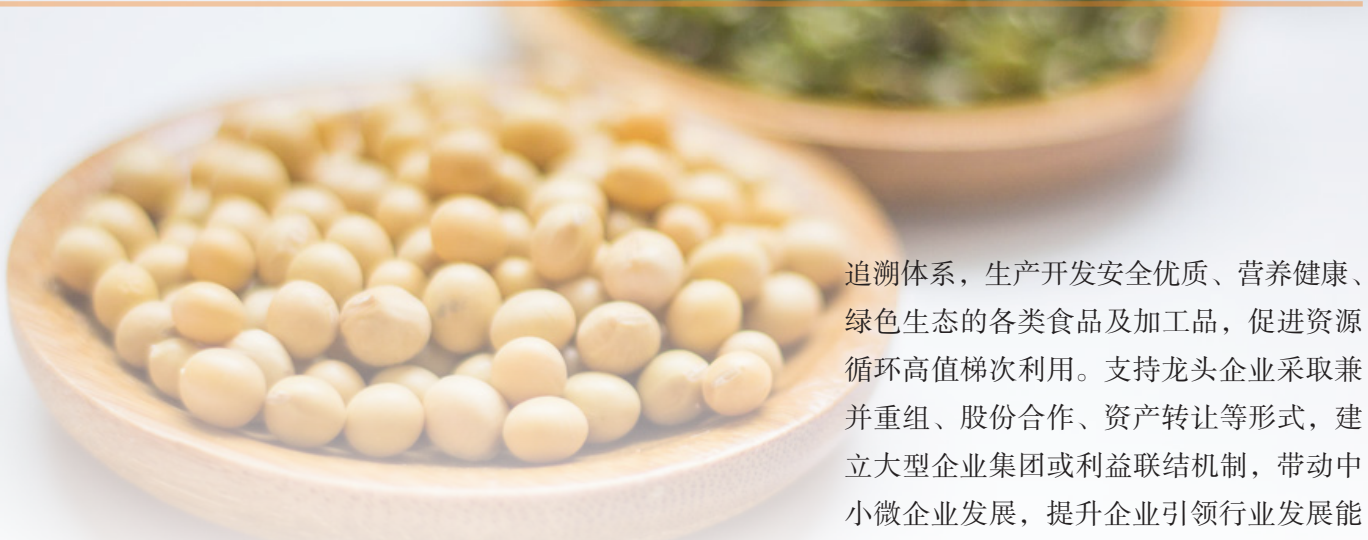 追溯体系，生产开发安全优质、营养健康、
绿色生态的各类食品及加工品，促进资源
循环高值梯次利用。支持龙头企业采取兼
并重组、股份合作、资产转让等形式，建
立大型企业集团或利益联结机制，带动中
小微企业发展，提升企业引领行业发展能